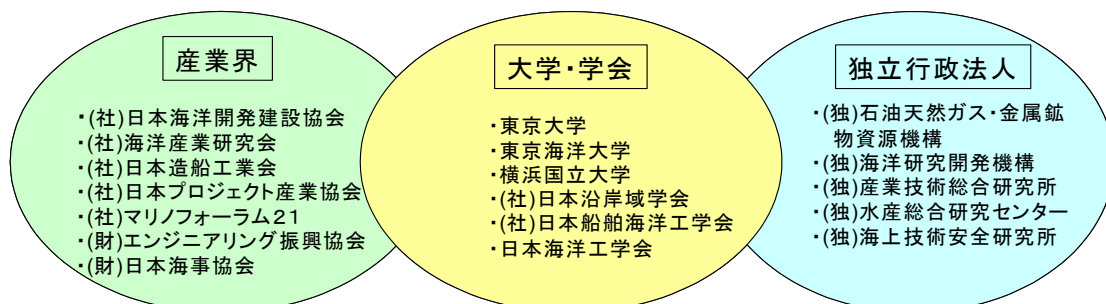 産業界
・(社)日本海洋開発建設協会
・(社)海洋産業研究会
・(社)日本造船工業会
・(社)日本プロジェクト産業協会
・(社)マリノフォーラム21
・(財)エンジニアリング振興協会
・(財)日本海事協会
大学・学会
・東京大学
・東京海洋大学
・横浜国立大学
・(社)日本沿岸域学会
・(社)日本船舶海洋工学会
・日本海洋工学会
独立行政法人
・(独)石油天然ガス・金属鉱
物資源機構
・(独)海洋研究開発機構
・(独)産業技術総合研究所
・(独)水産総合研究センター
・(独)海上技術安全研究所